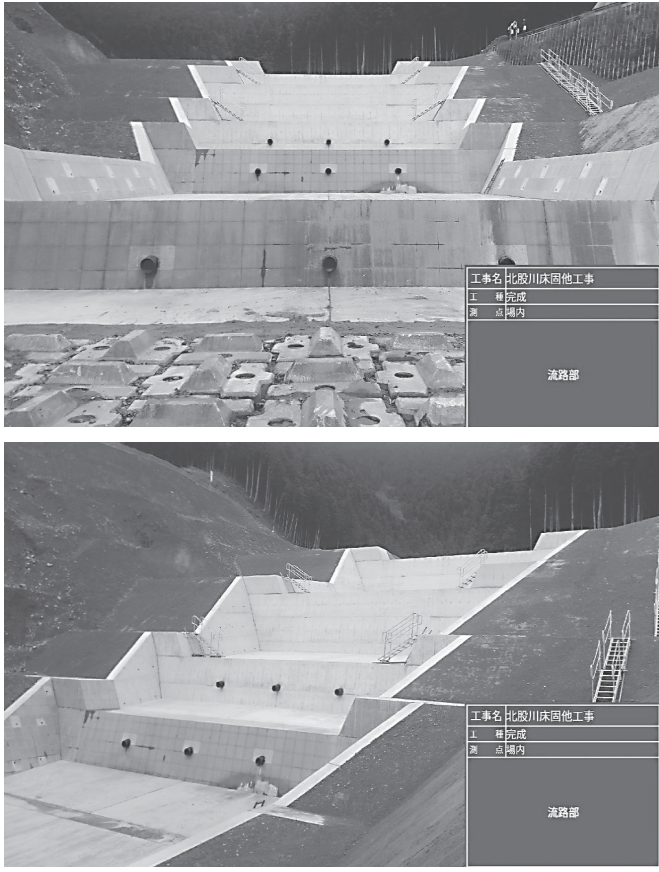 工事名 北股川床固他工事
工 種 完成
測 点 場内
流路部
工事名 北股川床固他工事
工 種 完成
測 点 場内
流路部